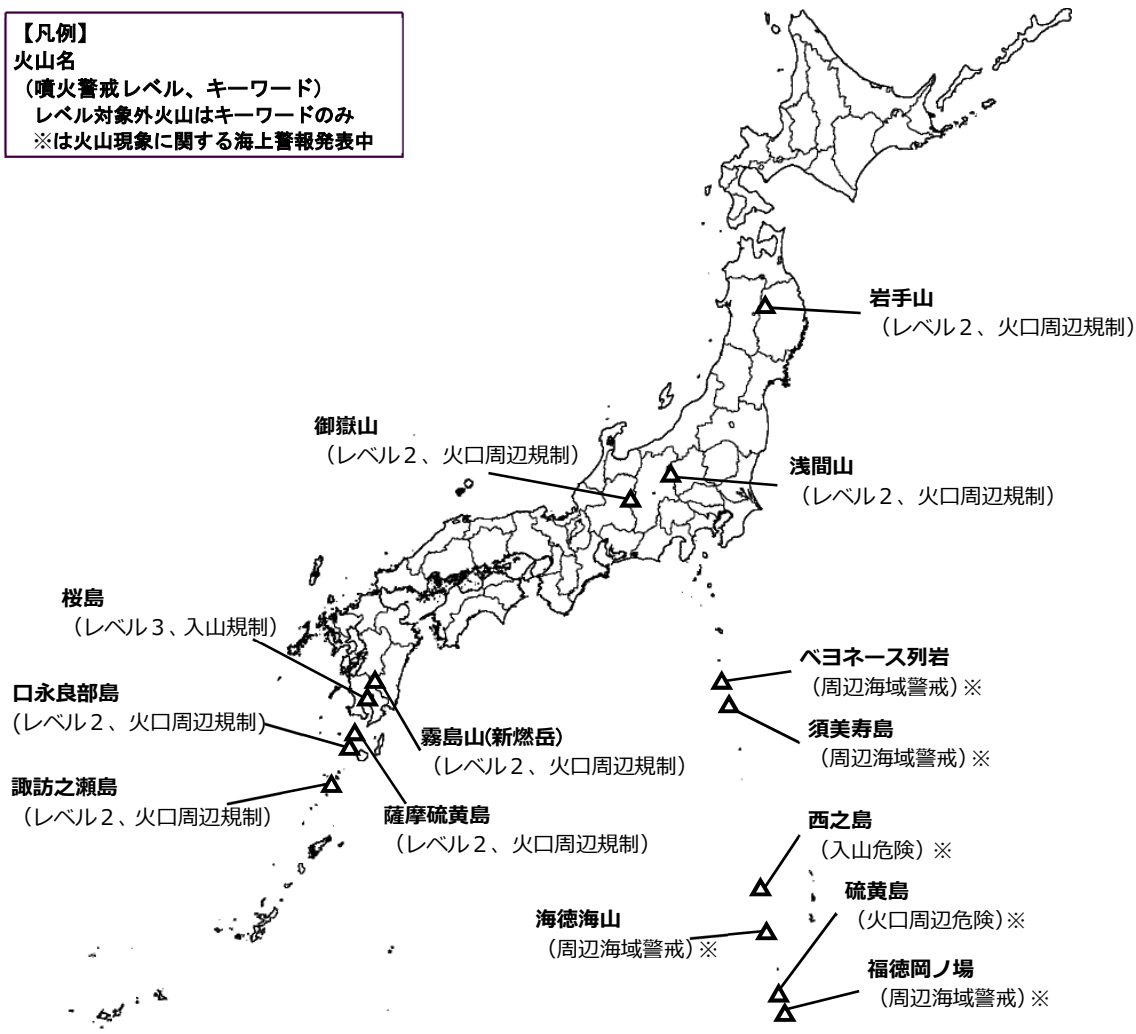 【凡例】
火山名
（噴火警戒レベル、キーワード）
レベル対象外火山はキーワードのみ
※は火山現象に関する海上警報発表中
岩手山
（レベル２、火口周辺規制）
御嶽山
（レベル２、火口周辺規制）
浅間山
（レベル２、火口周辺規制）
桜島
（レベル３、入山規制）
口永良部島
(レベル２、火口周辺規制)
霧島山(新燃岳)
（レベル２、火口周辺規制）
諏訪之瀬島
（レベル２、火口周辺規制）
薩摩硫黄島
（レベル２、火口周辺規制）
ベヨネース列岩
（周辺海域警戒）※
須美寿島
（周辺海域警戒）※
西之島
（入山危険）※
硫黄島
（火口周辺危険）※
海徳海山
（周辺海域警戒）※
福徳岡ノ場
（周辺海域警戒）※